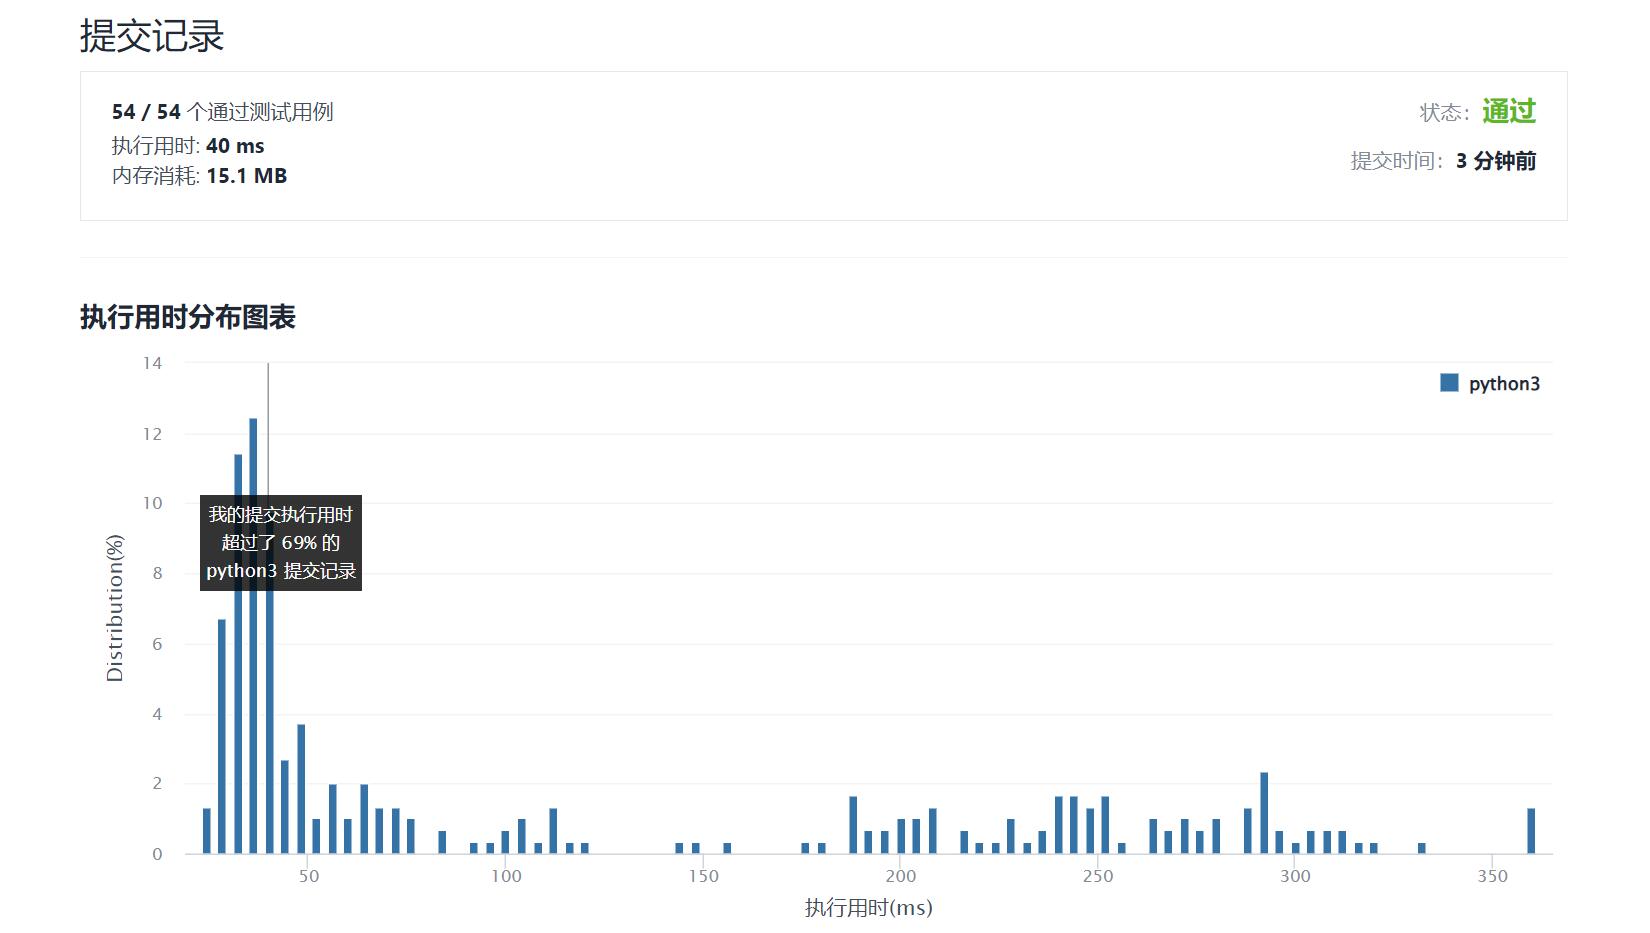 提交记录
54 / 54 个通过测试用例
状态：通过
执行用时: 40 ms
提交时间：3 分钟前
内存消耗: 15.1 MB
执行用时分布图表
14
python3
12
10
我的提交执行用时
超过了 69% 的
python3 提交记录
Distribution(%)
8
6
4
2
0
50
100
150
200
250
300
350
执行用时(ms)